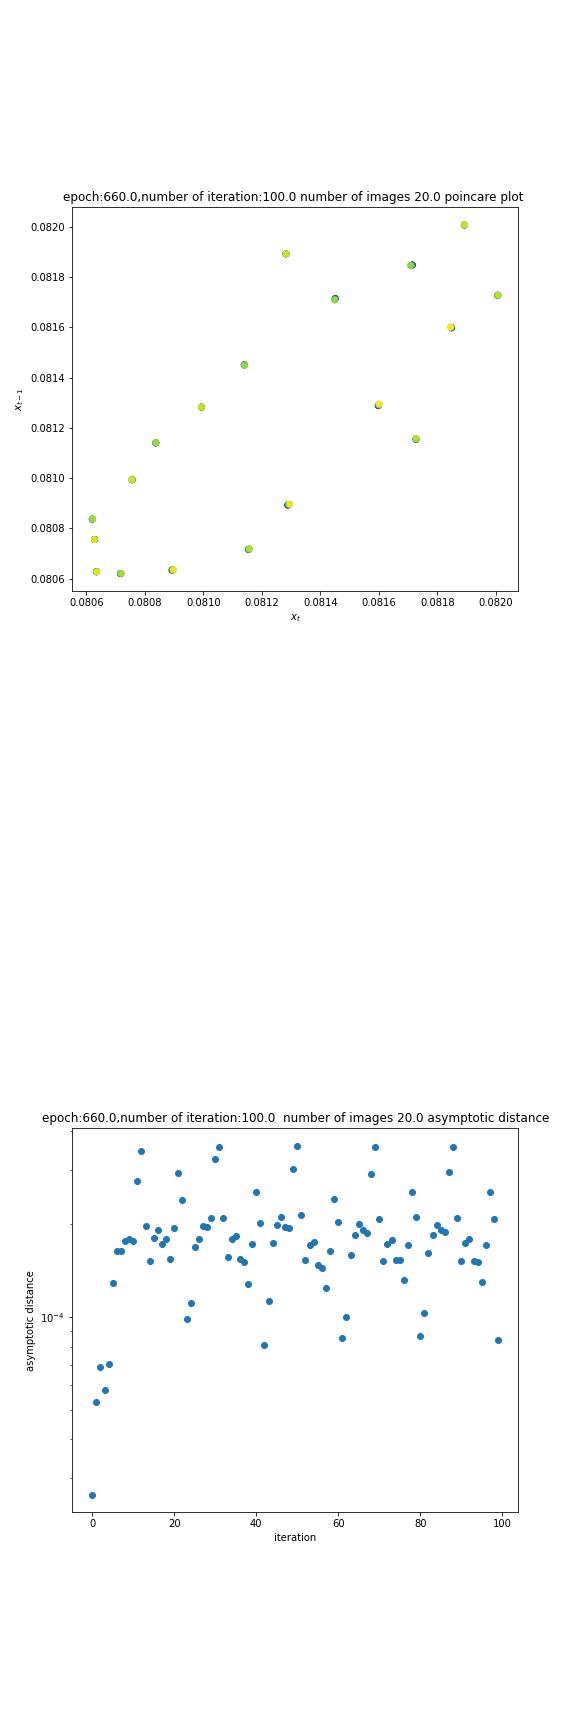 epoch:660.0,number of iteration:100.0 number of images 20.0 poincare plot
0.0820
0.0818
0.0816
0.0814
0.0812
0.0810
0.0808
0.0806
x_{t-1}
0.0806 0.0808 0.0810 0.0812 0.0814 0.0816 0.0818 0.0820
x_t
epoch:660.0,number of iteration:100.0  number of images 20.0 asymptotic distance
asymptotic distance
10^{-4}
0 20 40 60 80 100
iteration